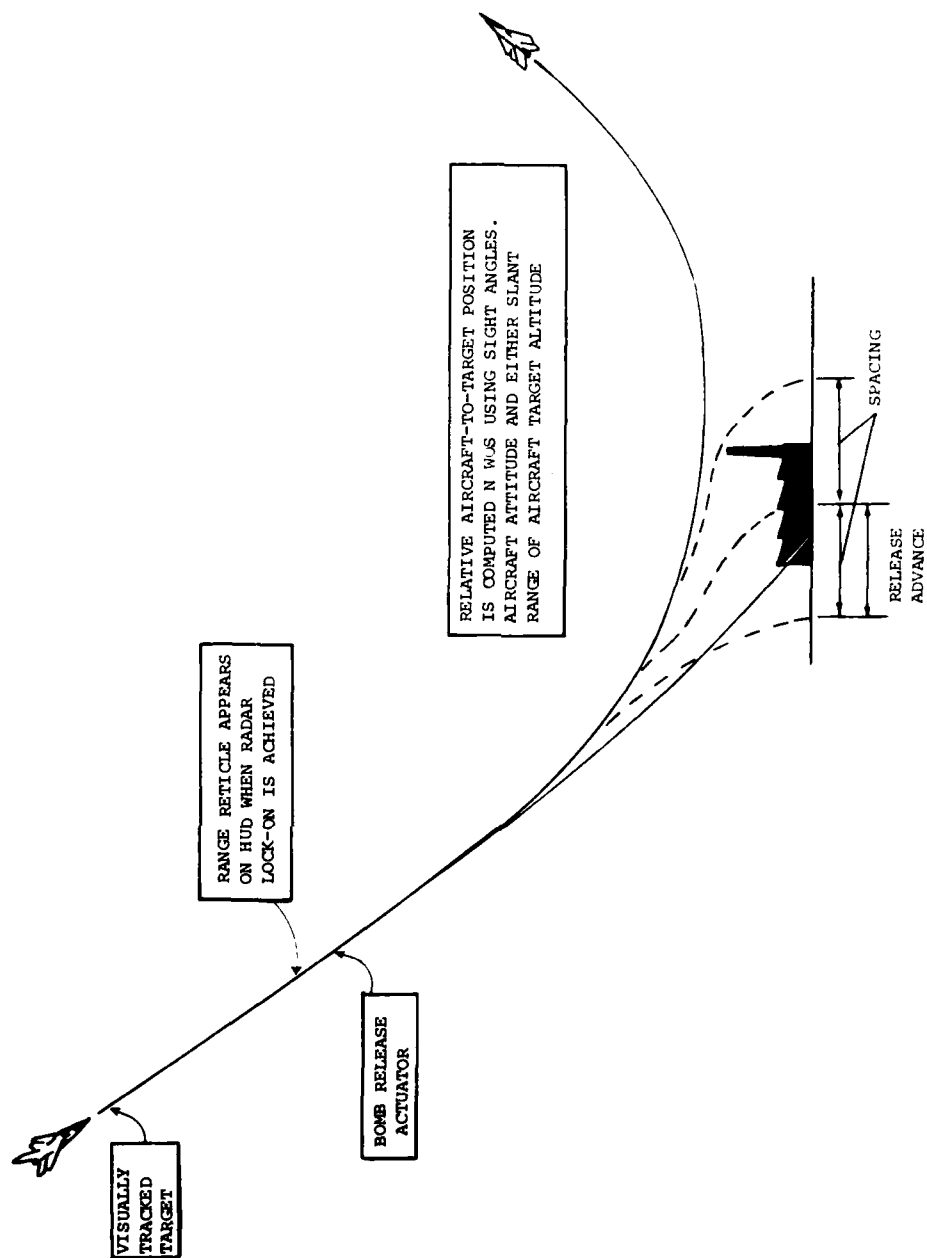 VISUALLY
TRACKED
TARGET
RANGE RETICLE APPEARS
ON HUD WHEN RADAR
LOCK-ON IS ACHIEVED
BOMB RELEASE
ACTUATOR
RELATIVE AIRCRAFT-TO-TARGET POSITION
IS COMPUTED N WUS USING SIGHT ANGLES.
AIRCRAFT ATTITUDE AND EITHER SLANT
RANGE OF AIRCRAFT TARGET ALTITUDE
SPACING
RELEASE
ADVANCE